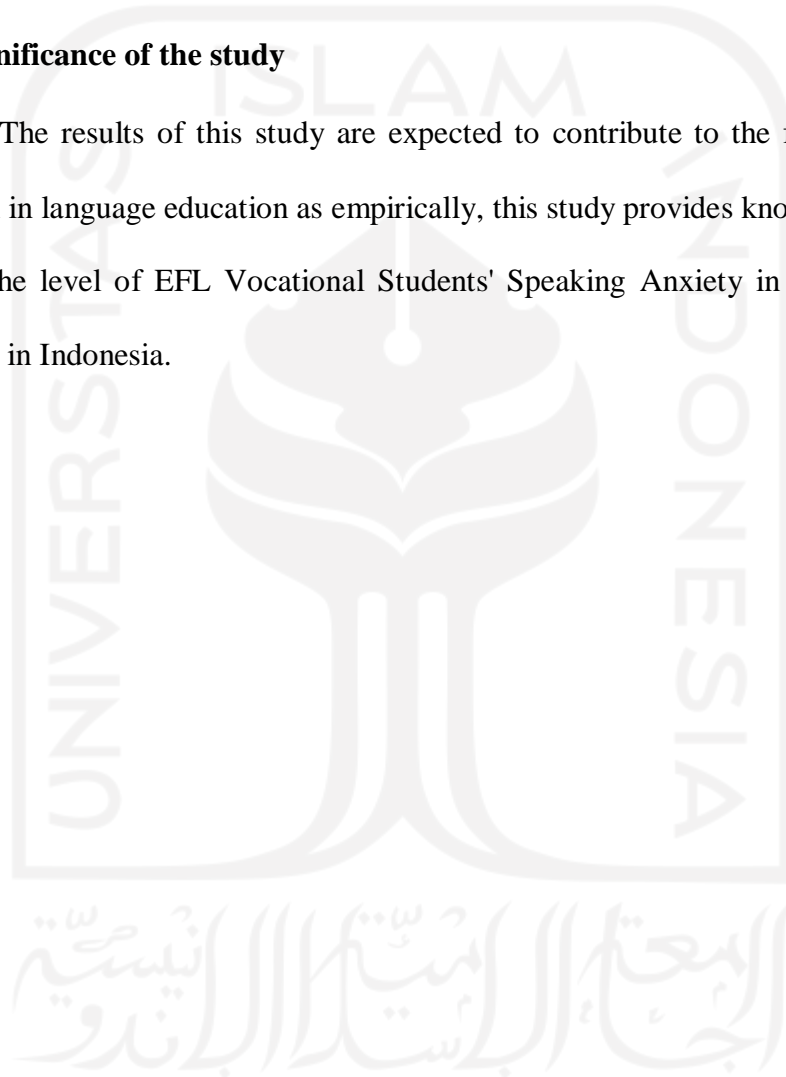 nificance of the study
The results of this study are expected to contribute to the
in language education as empirically, this study provides kno
he level of EFL Vocational Students' Speaking Anxiety in
in Indonesia.
UNIVERSITAS
ISLAM
INDONESIA